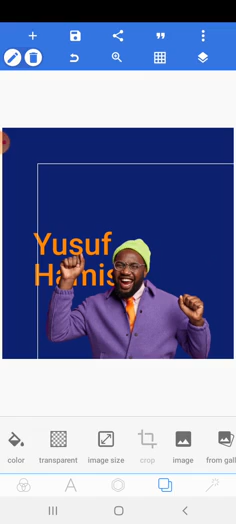 Yusuf
Hamis
color
transparent
image size
crop
image
from gall